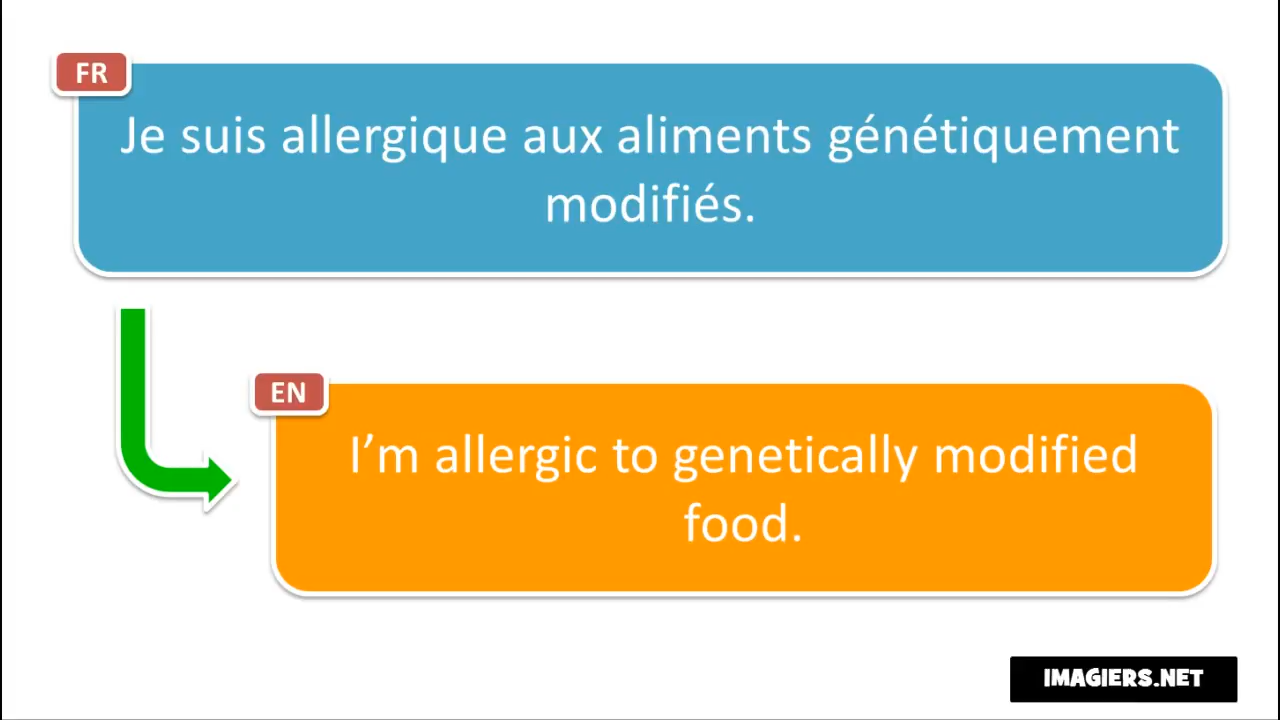 FR
Je suis allergique aux aliments génétiquement
modifiés.
EN
I’m allergic to genetically modified
food.
IMAGIERS.NET